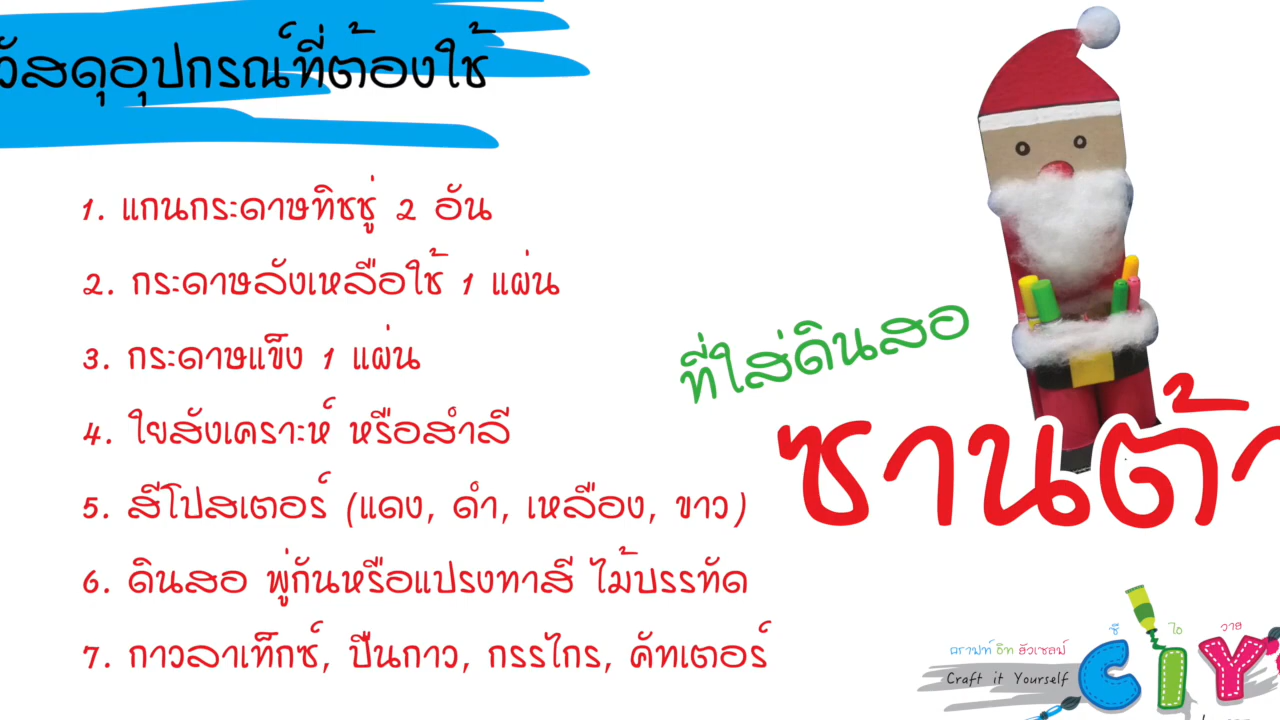 วัสดุอุปกรณ์ที่ต้องใช้
1. แกนกระดาษทิชชู่ 2 อัน
2. กระดาษลังเหลือใช้ 1 แผ่น
3. กระดาษแข็ง 1 แผ่น
4. ใยสังเคราะห์ หรือสำลี
5. สีโปสเตอร์ (แดง, ดำ, เหลือง, ขาว)
6. ดินสอ พู่กันหรือแปรงทาสี ไม้บรรทัด
7. กาวลาเท็กซ์, ปืนกาว, กรรไกร, คัทเตอร์
ที่ใส่ดินสอ
ซานต้า
ซี ไอ วาย
คราฟท์ อิท ยัวเซลฟ์
Craft it Yourself
CIY